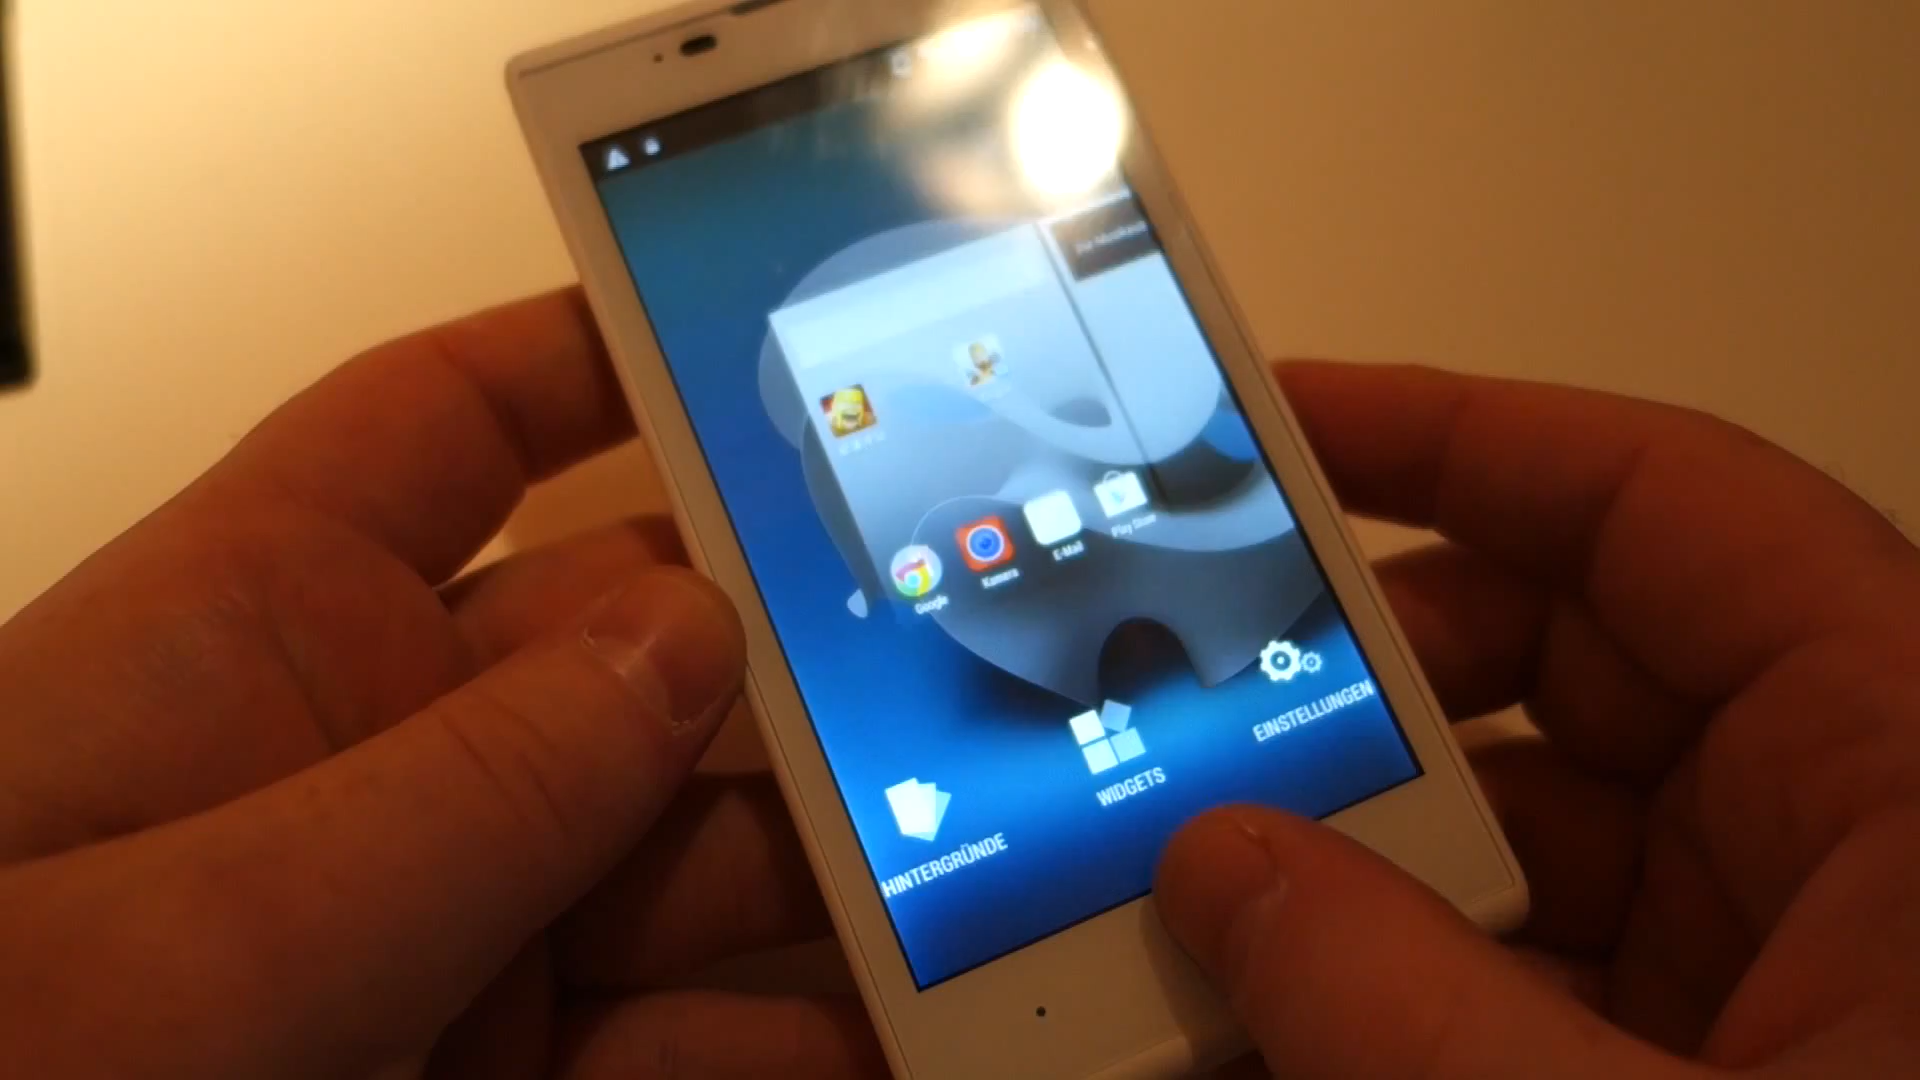 Google
Kamera
E-Mail
Play Store
HINTERGRÜNDE
WIDGETS
EINSTELLUNGEN